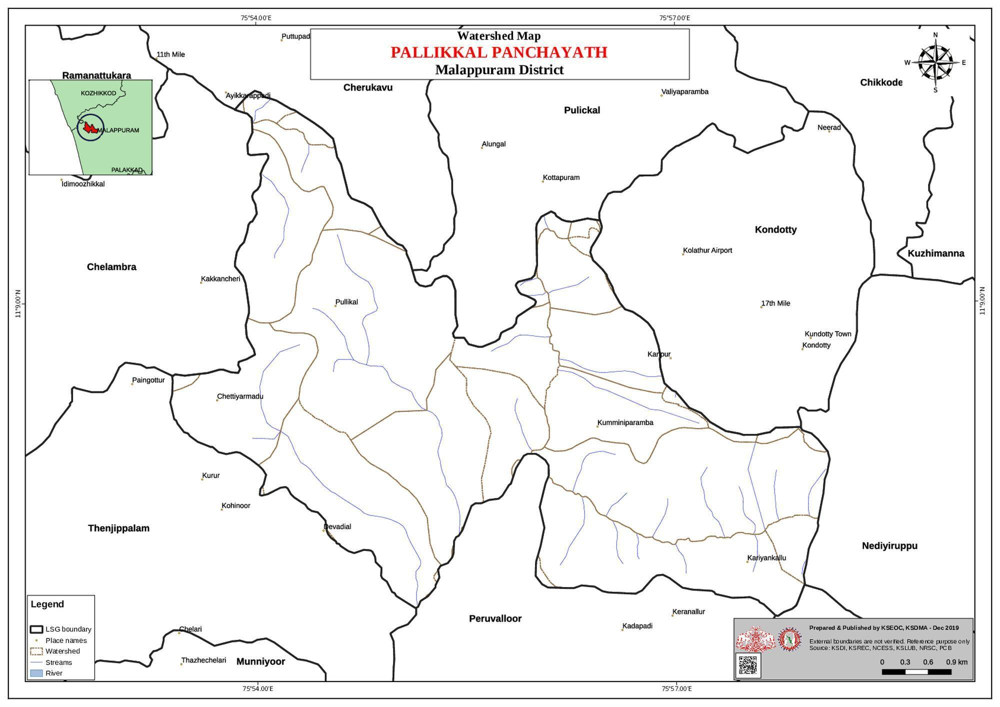 75°54.00'E
75°57.00'E
Watershed Map
PALLIKKAL PANCHAYATH
Malappuram District
Puttupad
11th Mile
Ramanattukara
KOZHIKKOD
MALAPPURAM
PALAKKAD
Idimoozhikkal
Ayikkarappadi
Cherukavu
Pulickal
Valiyaparamba
Chikkode
N
W
E
S
Neerad
Alungal
Kottapuram
Kondotty
Kolathur Airport
Kuzhimanna
Chelambra
Kakkancheri
11°9.00'N
11°9.00'N
Pullikal
17th Mile
Kundotty Town
Kondotty
Kanpur
Paingottur
Chettiyarmadu
Kumminiparamba
Kurur
Kohinoor
Thenjippalam
Devadial
Nediyiruppu
Kariyankallu
Peruvalloor
Keranallur
Kadapadi
Chelari
Thazhechelari
Munniyoor
Legend
LSG boundary
Place names
Watershed
Streams
River
Prepared & Published by KSEOC, KSDMA - Dec 2019
External boundaries are not verified. Reference purpose only
Source: KSDI, KSREC, NCESS, KSLUB, NRSC, PCB
0 0.3 0.6 0.9 km
75°54.00'E
75°57.00'E